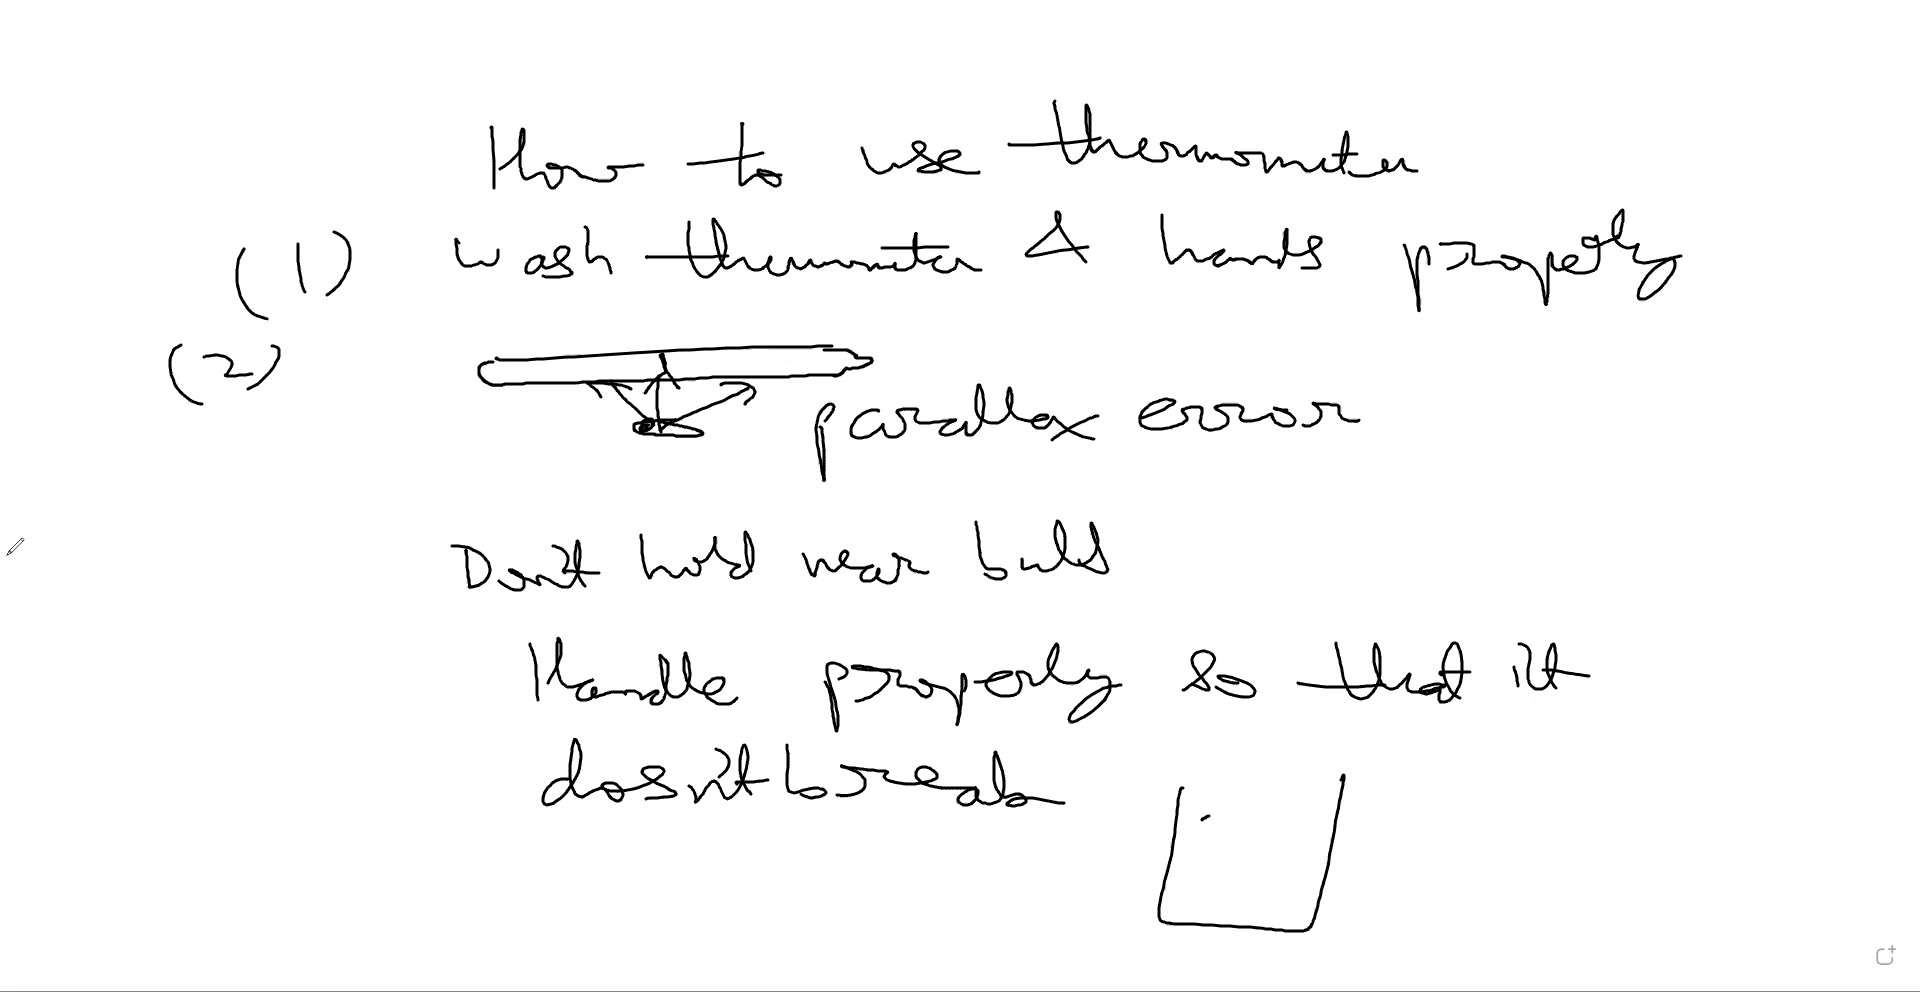 How to use thermometer
(1) wash thermometer & hands properly
(2)
parallax error
Don't hold near bulb
Handle properly so that it
dosn't break